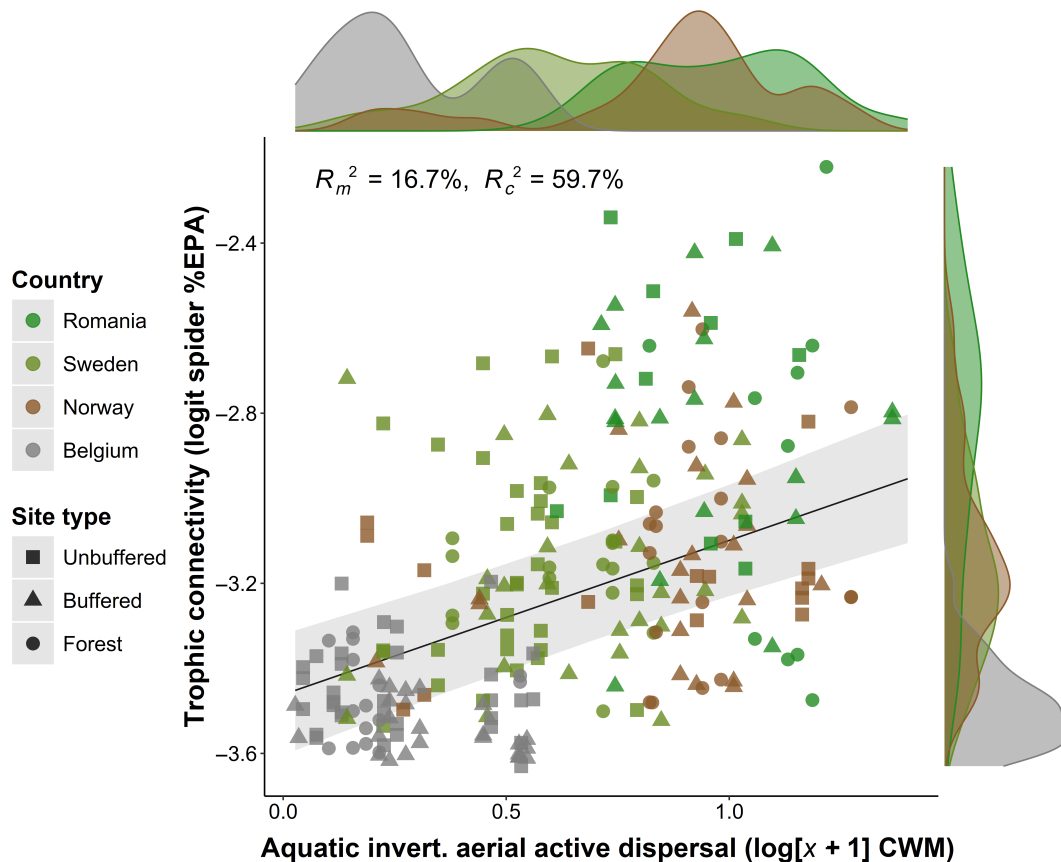 R_m² = 16.7%, R_c² = 59.7%
Trophic connectivity (logit spider %EPA)
−2.4
−2.8
−3.2
−3.6
0.0
0.5
1.0
Aquatic invert. aerial active dispersal (log[x + 1] CWM)
Country
Romania
Sweden
Norway
Belgium
Site type
Unbuffered
Buffered
Forest